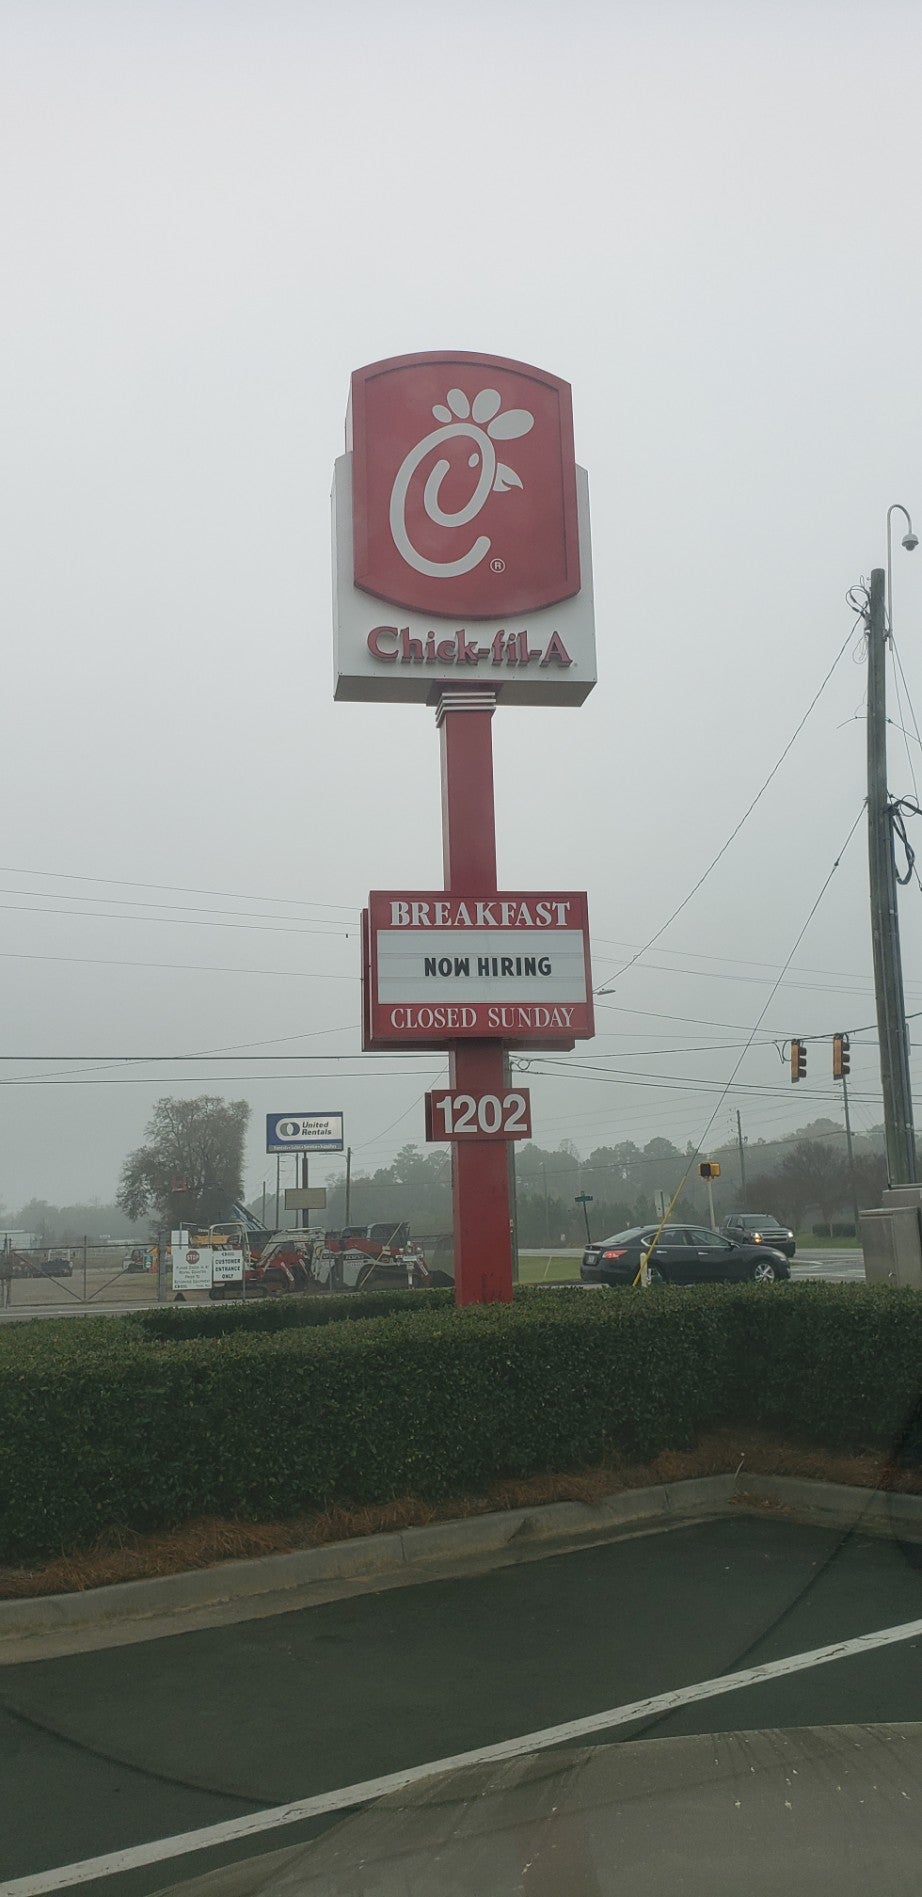 Chick-fil-A
BREAKFAST
NOW HIRING
CLOSED SUNDAY
1202
United
Rentals
STOP
CUSTOMER
ENTRANCE
ONLY